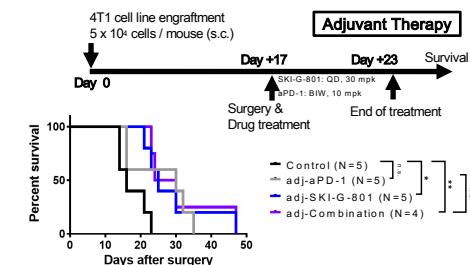 4T1 cell line engraftment
5 x 10⁴ cells / mouse (s.c.)
Adjuvant Therapy
Day 0
Day +17
Day +23
Survival
SKI-G-801: QD, 30 mpk
aPD-1: BIW, 10 mpk
Surgery &
Drug treatment
End of treatment
Percent survival
100
50
0
0
10
20
30
40
50
Days after surgery
Control (N=5)
adj-aPD-1 (N=5)
adj-SKI-G-801 (N=5)
adj-Combination (N=4)
*
**